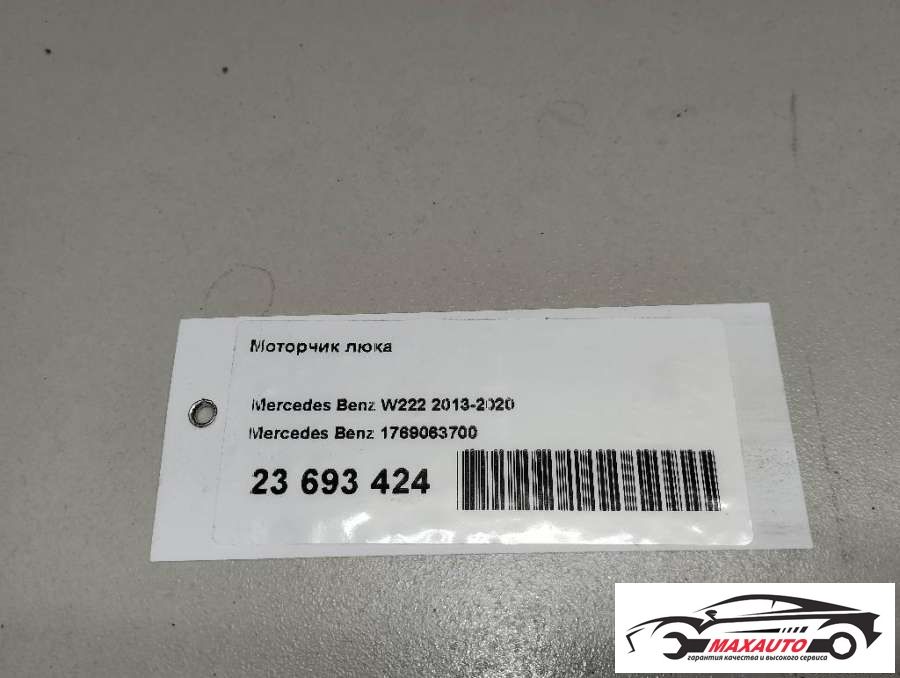 Моторчик люка
Mercedes Benz W222 2013-2020
Mercedes Benz 1769063700
23 693 424
MAXAUTO
гарантия качества и высокого сервиса